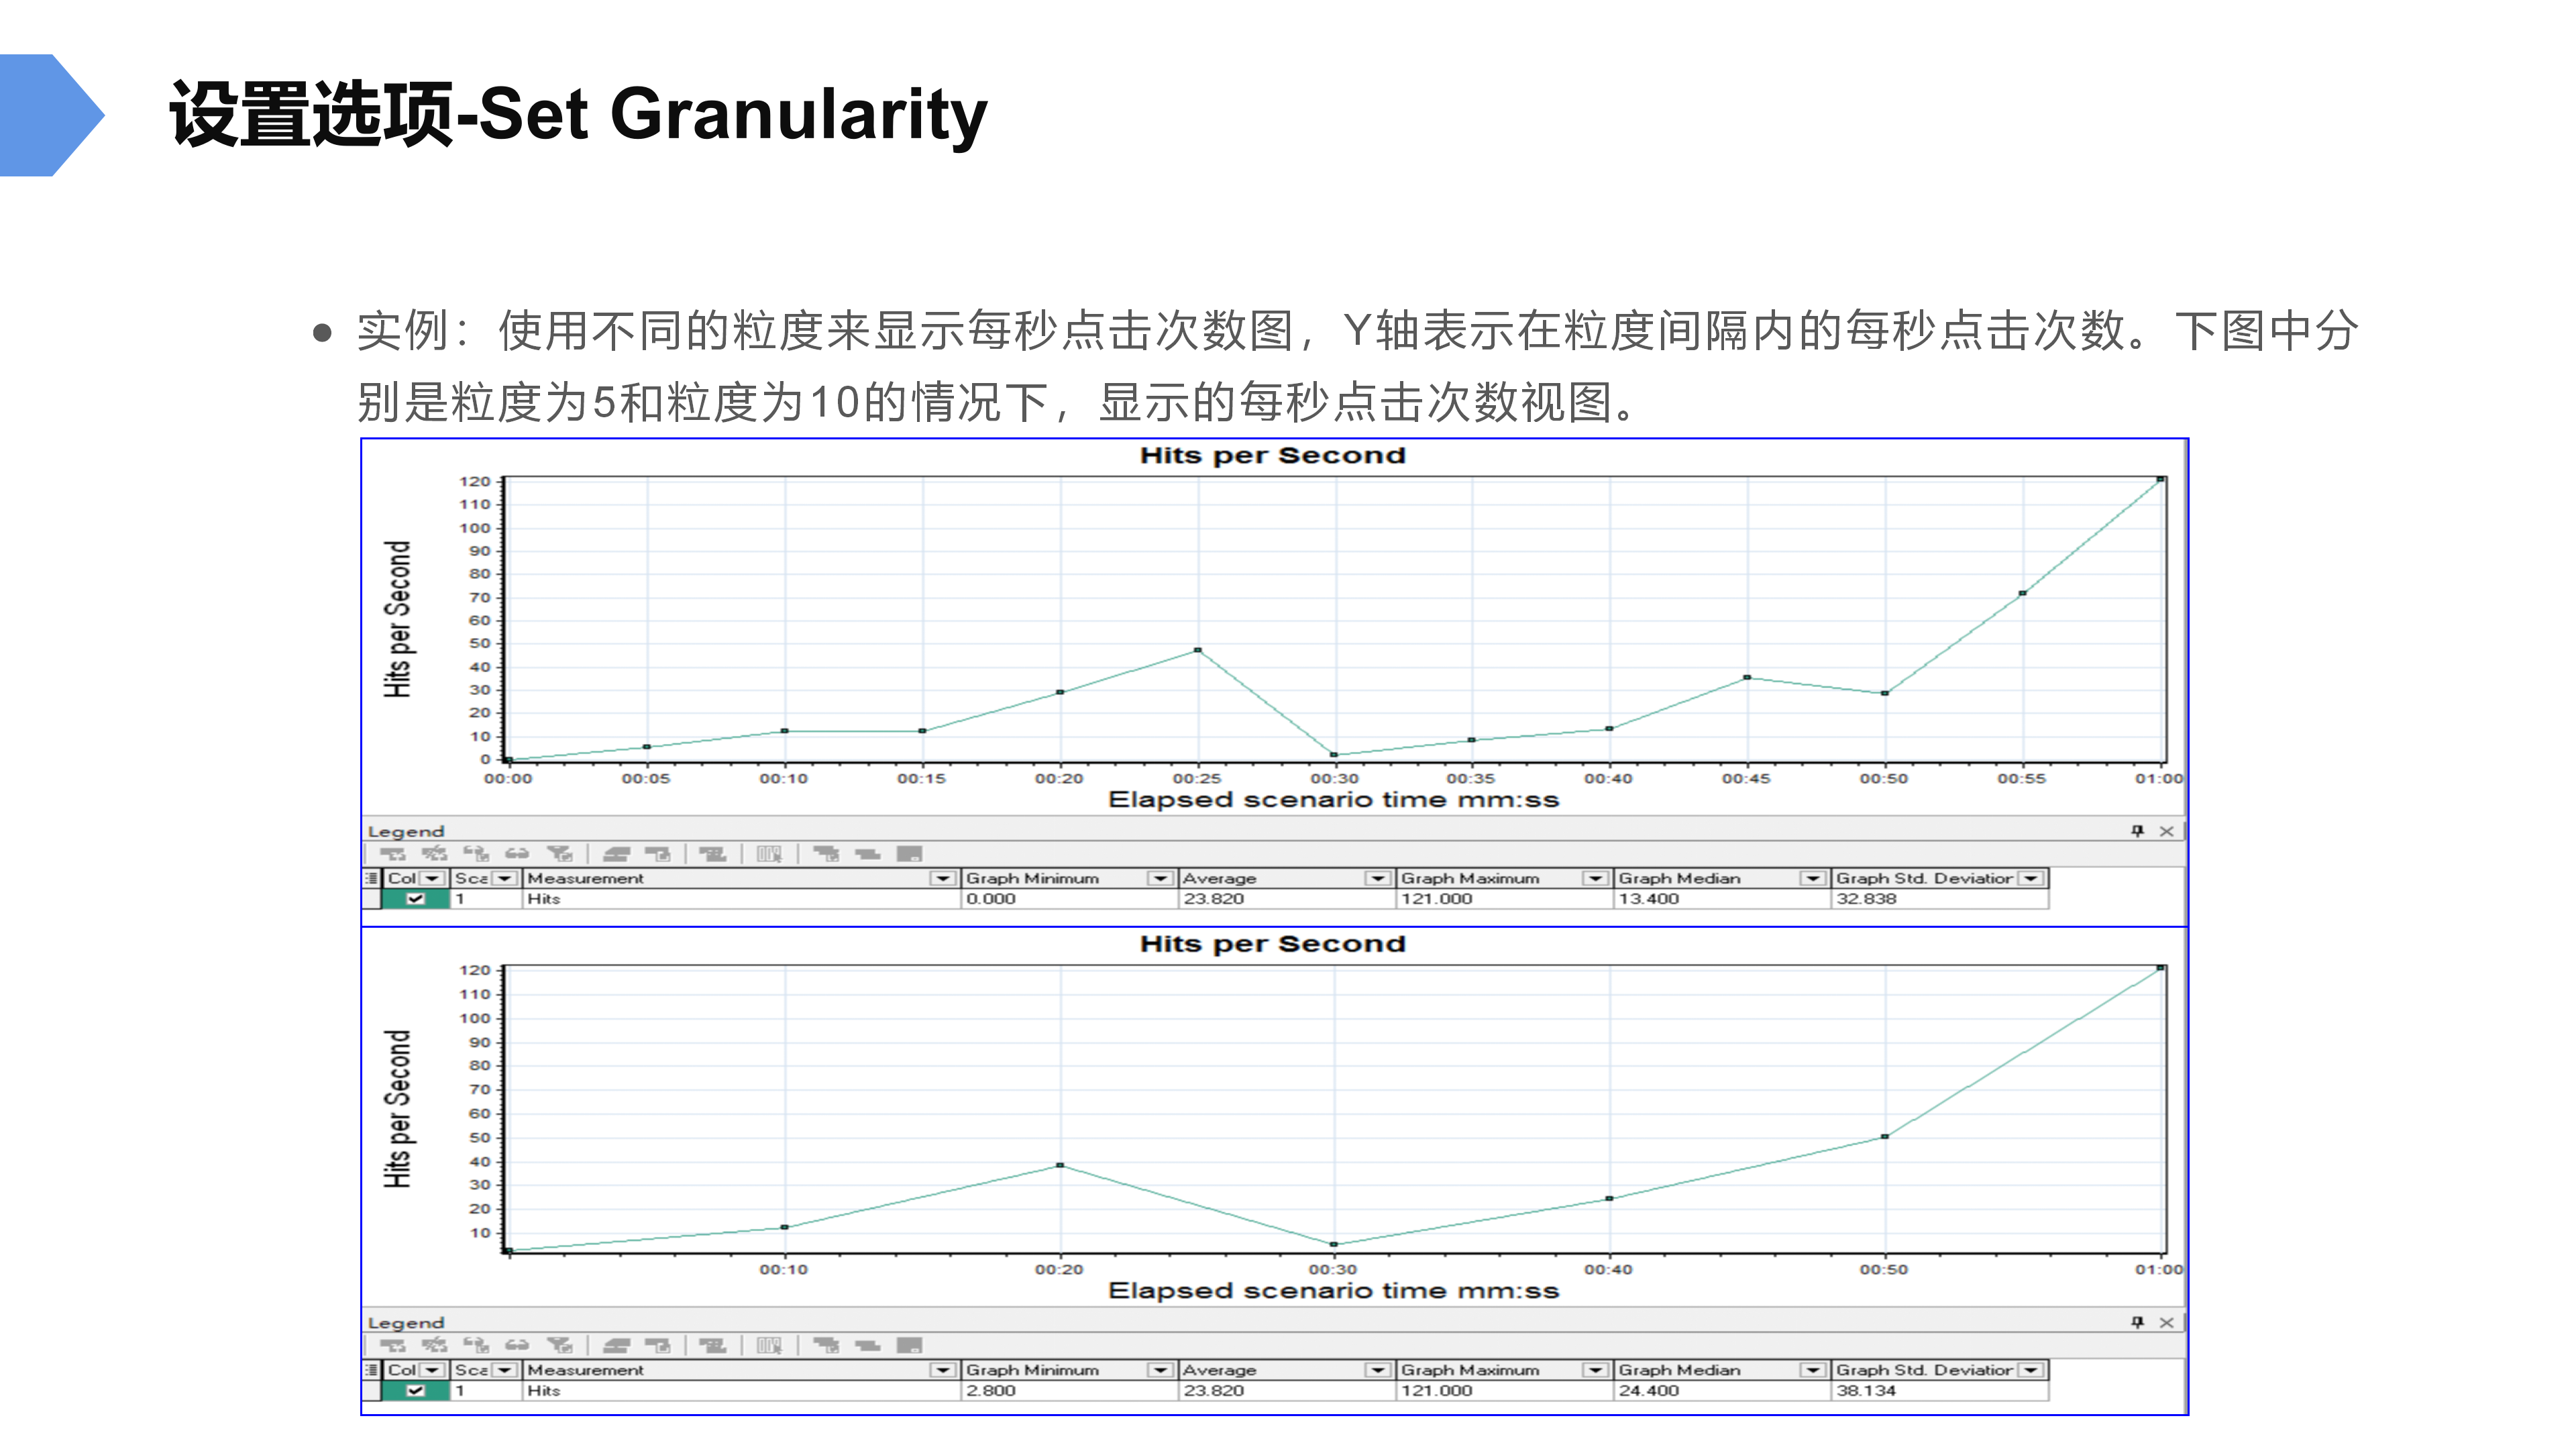 设置选项-Set Granularity
● 实例：使用不同的粒度来显示每秒点击次数图，Y轴表示在粒度间隔内的每秒点击次数。下图中分
别是粒度为5和粒度为10的情况下，显示的每秒点击次数视图。
Hits per Second
Hits per Second
120
110
100
90
80
70
60
50
40
30
20
10
0
00:00 00:05 00:10 00:15 00:20 00:25 00:30 00:35 00:40 00:45 00:50 00:55 01:00
Elapsed scenario time mm:ss
Legend
Col Sca Measurement Graph Minimum Average Graph Maximum Graph Median Graph Std. Deviation
1 Hits 0.000 23.820 121.000 13.400 32.838
Hits per Second
Hits per Second
120
110
100
90
80
70
60
50
40
30
20
10
00:10 00:20 00:30 00:40 00:50 01:00
Elapsed scenario time mm:ss
Legend
Col Sca Measurement Graph Minimum Average Graph Maximum Graph Median Graph Std. Deviation
1 Hits 2.800 23.820 121.000 24.400 38.134